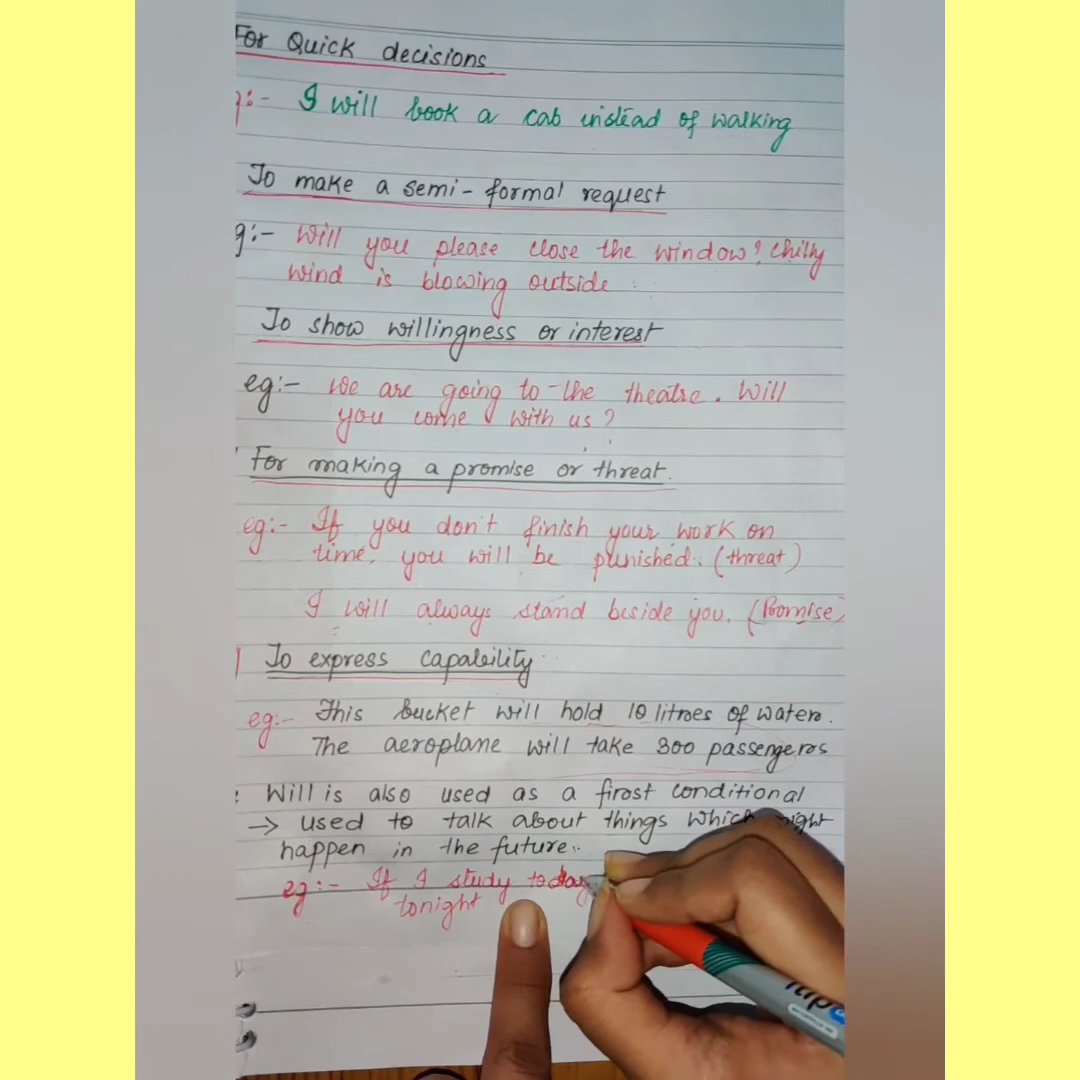 For Quick decisions
g:- I will book a cab instead of walking
To make a semi-formal request
g:- Will you please close the window? Chilly
wind is blowing outside
To show willingness or interest
eg:- We are going to the theatre. Will
you come with us?
For making a promise or threat.
eg:- If you don't finish your work on
time, you will be punished. (threat)
I will always stand beside you. (Promise)
To express capability
eg:- This bucket will hold 10 litres of water.
The aeroplane will take 300 passengers
: Will is also used as a first conditional
→ used to talk about things which might
happen in the future.
eg:- If I study today
tonight